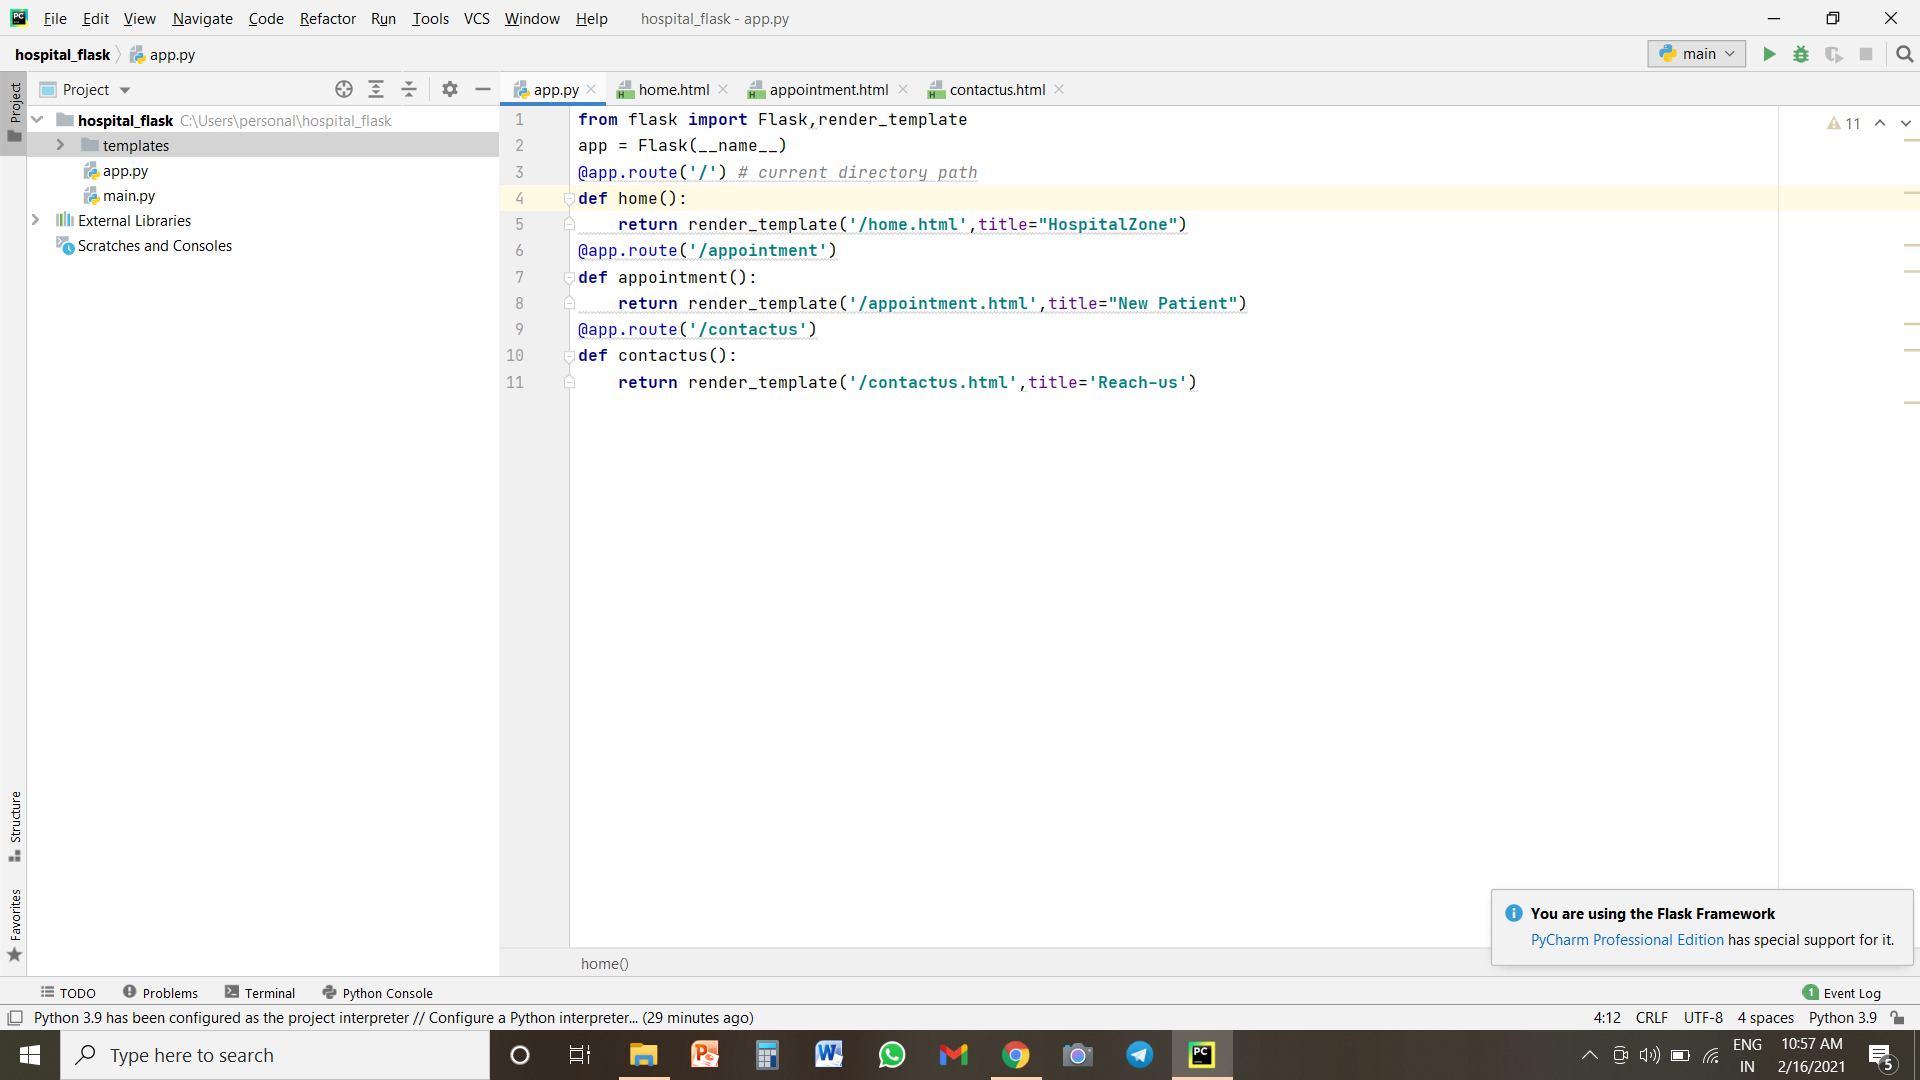 File Edit View Navigate Code Refactor Run Tools VCS Window Help hospital_flask - app.py
hospital_flask app.py main
Project
Project
app.py home.html appointment.html contactus.html
hospital_flask C:\Users\personal\hospital_flask
templates
app.py
main.py
External Libraries
Scratches and Consoles
1 from flask import Flask,render_template
2 app = Flask(__name__)
3 @app.route('/') # current directory path
4 def home():
5 return render_template('/home.html',title="HospitalZone")
6 @app.route('/appointment')
7 def appointment():
8 return render_template('/appointment.html',title="New Patient")
9 @app.route('/contactus')
10 def contactus():
11 return render_template('/contactus.html',title='Reach-us')
11
Structure
Favorites
You are using the Flask Framework
PyCharm Professional Edition has special support for it.
home()
TODO Problems Terminal Python Console 1 Event Log
Python 3.9 has been configured as the project interpreter // Configure a Python interpreter... (29 minutes ago) 4:12 CRLF UTF-8 4 spaces Python 3.9
Type here to search
ENG
IN
10:57 AM
2/16/2021
5